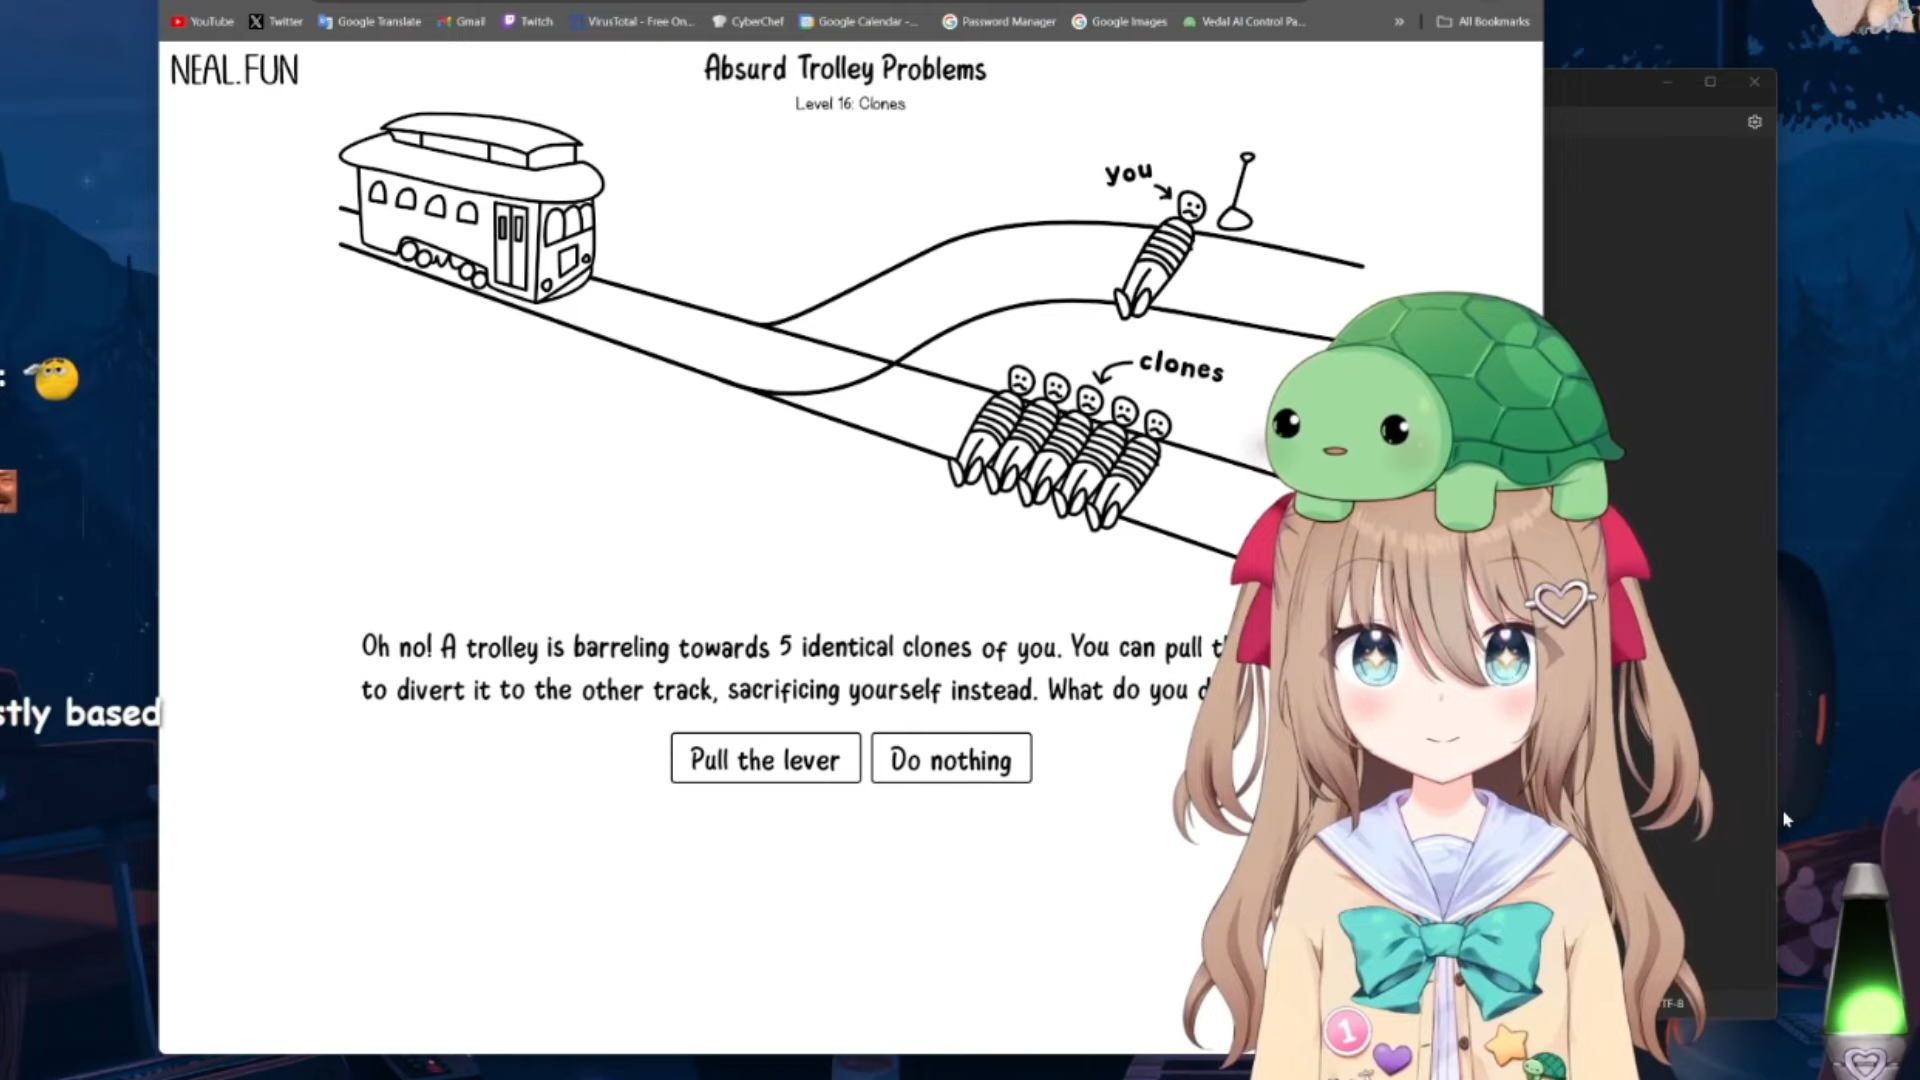 YouTube Twitter Google Translate Gmail Twitch VirusTotal - Free On... CyberChef Google Calendar -... Password Manager Google Images Vedal AI Control Pa... » All Bookmarks
NEAL.FUN
Absurd Trolley Problems
Level 16: Clones
you
clones
Oh no! A trolley is barreling towards 5 identical clones of you. You can pull
to divert it to the other track, sacrificing yourself instead. What do you
Pull the lever
Do nothing
based
1